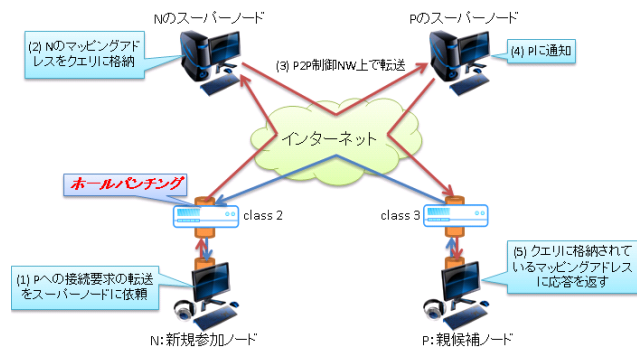 Nのスーパーノード
Pのスーパーノード
(2) Nのマッピングアド
レスをクエリに格納
(3) P2P制御NW上で転送
(4) Pに通知
インターネット
ホールパンチング
class 2
class 3
(1) Pへの接続要求の転送
をスーパーノードに依頼
(5) クエリに格納されて
いるマッピングアドレス
に応答を返す
N：新規参加ノード
P：親候補ノード